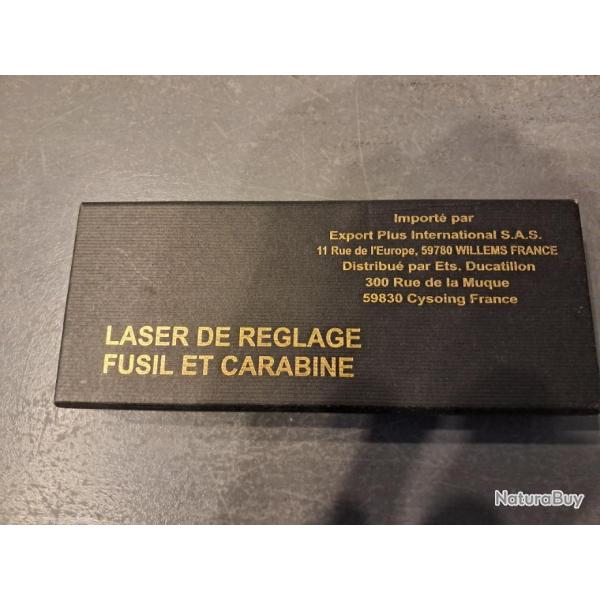 Importé par
Export Plus International S.A.S.
11 Rue de l'Europe, 59780 WILLEMS FRANCE
Distribué par Ets. Ducatillon
300 Rue de la Muque
59830 Cysoing France
LASER DE REGLAGE
FUSIL ET CARABINE
NaturaBuy